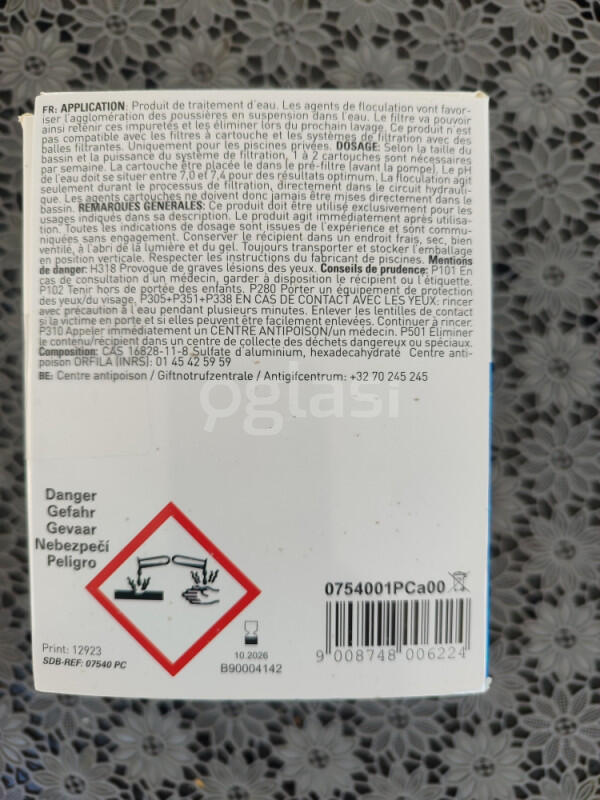 FR: APPLICATION: Produit de traitement d'eau. Les agents de floculation vont favor-
iser l'agglomération des poussières en suspension dans l'eau. Le filtre va pouvoir
ainsi retenir ces impuretés et les éliminer lors du prochain lavage. Ce produit n'est
pas compatible avec les filtres à cartouche et les systèmes de filtration avec des
balles filtrantes. Uniquement pour les piscines privées. DOSAGE: Selon la taille du
bassin et la puissance du système de filtration, 1 à 2 cartouches sont nécessaires
par semaine. La cartouche être placée le dans le pré-filtre (avant la pompe). Le pH
de l'eau doit se situer entre 7,0 et 7,4 pour des résultats optimum. La floculation agit
seulement durant le processus de filtration, directement dans le circuit hydrauli-
que. Les agents cartouches ne doivent donc jamais être mises directement dans le
bassin. REMARQUES GENERALES: Ce produit doit être utilisé exclusivement pour les
usages indiqués dans sa description. Le produit agit immédiatement après utilisa-
tion. Toutes les indications de dosage sont issues de l'expérience et sont commu-
niquées sans engagement. Conserver le récipient dans un endroit frais, sec, bien
ventilé, à l'abri de la lumière et du gel. Toujours transporter et stocker l'emballage
en position verticale. Respecter les instructions du fabricant de piscines. Mentions
de danger: H318 Provoque de graves lésions des yeux. Conseils de prudence: P101 En
cas de consultation d'un médecin, garder à disposition le récipient ou l'étiquette.
P102 Tenir hors de portée des enfants. P280 Porter un équipement de protection
des yeux/du visage. P305+P351+P338 EN CAS DE CONTACT AVEC LES YEUX: rincer
avec précaution à l'eau pendant plusieurs minutes. Enlever les lentilles de contact
si la victime en porte et si elles peuvent être facilement enlevées. Continuer à rincer.
P310 Appeler immédiatement un CENTRE ANTIPOISON/un médecin. P501 Eliminer
le contenu/récipient dans un centre de collecte des déchets dangereux ou spéciaux.
Composition: CAS 16828-11-8 Sulfate d'aluminium, hexadecahydraté Centre anti-
poison ORFILA (INRS): 01 45 42 59 59
BE: Centre antipoison / Giftnotrufzentrale / Antigifcentrum: +32 70 245 245
oglasi
Danger
Gefahr
Gevaar
Nebezpečí
Peligro
0754001PCa00
10.2026
B90004142
9 008748 006224
Print: 12923
SDB-REF: 07540 PC